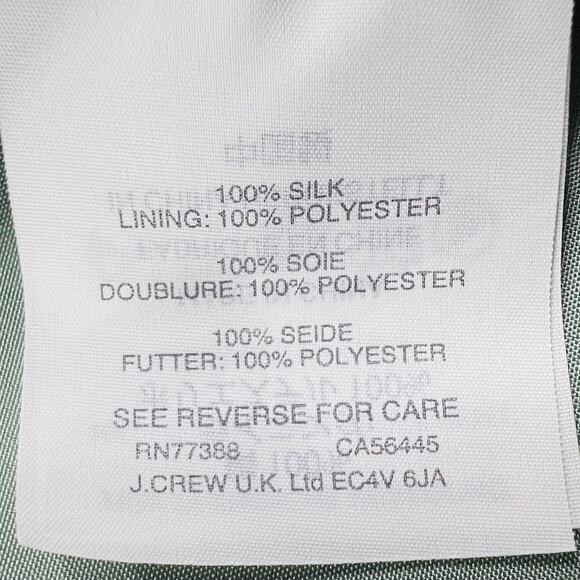 100% SILK
LINING: 100% POLYESTER
100% SOIE
DOUBLURE: 100% POLYESTER
100% SEIDE
FUTTER: 100% POLYESTER
SEE REVERSE FOR CARE
RN77388 CA56445
J.CREW U.K. Ltd EC4V 6JA